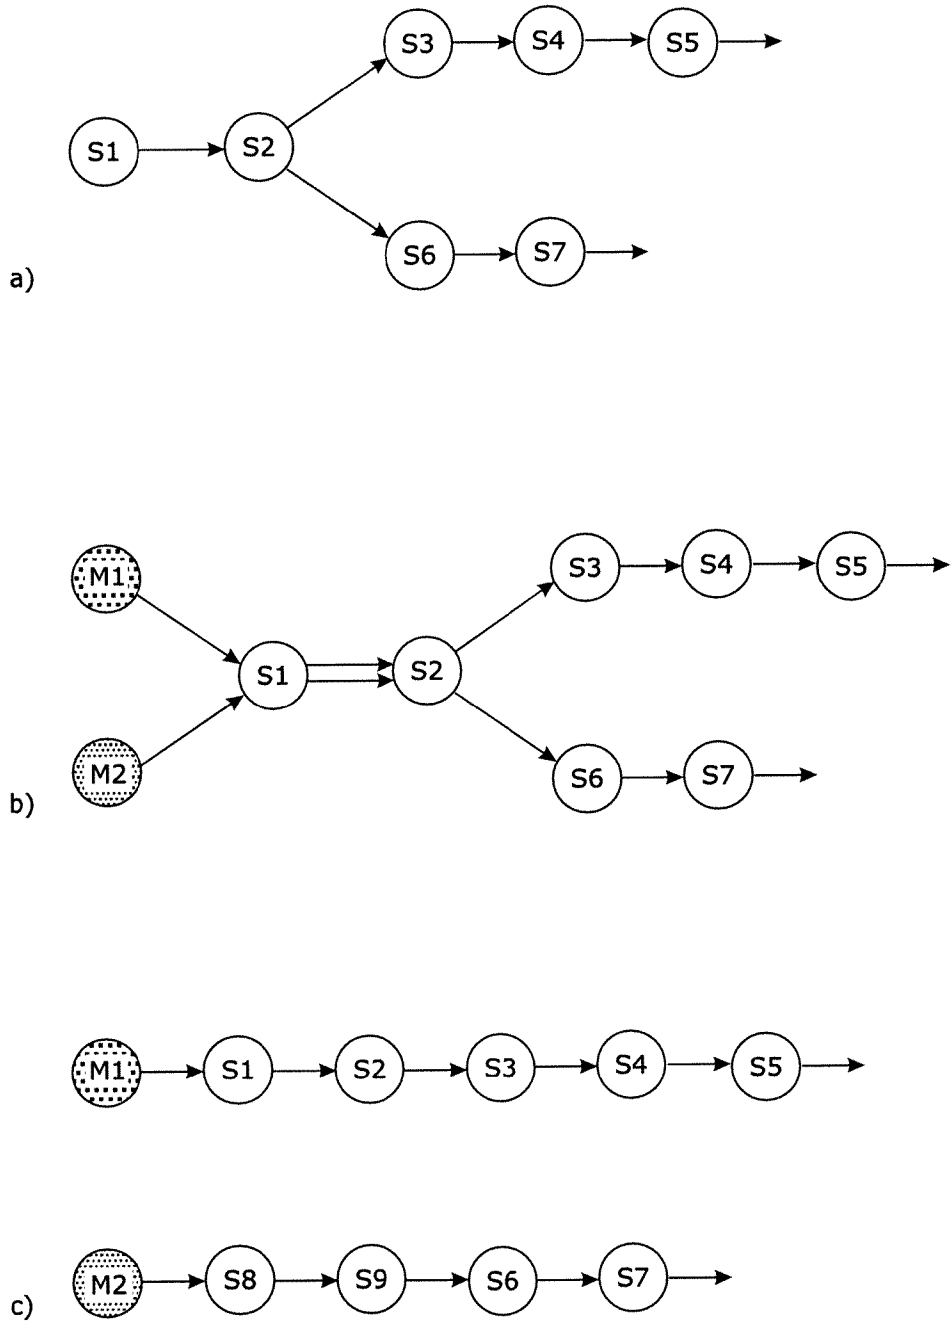 S3 S4 S5
S1 S2
S6 S7
a)
M1 S3 S4 S5
S1 S2
M2 S6 S7
b)
M1 S1 S2 S3 S4 S5
M2 S8 S9 S6 S7
c)